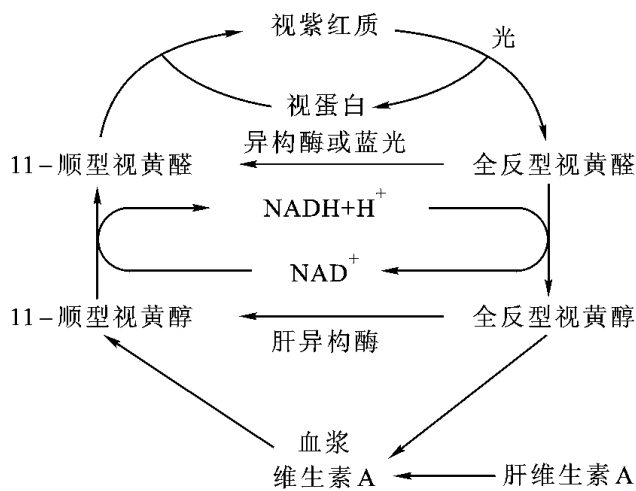 视紫红质
光
视蛋白
异构酶或蓝光
11-顺型视黄醛
全反型视黄醛
NADH+H⁺
NAD⁺
11-顺型视黄醇
全反型视黄醇
肝异构酶
血浆
维生素A
肝维生素A